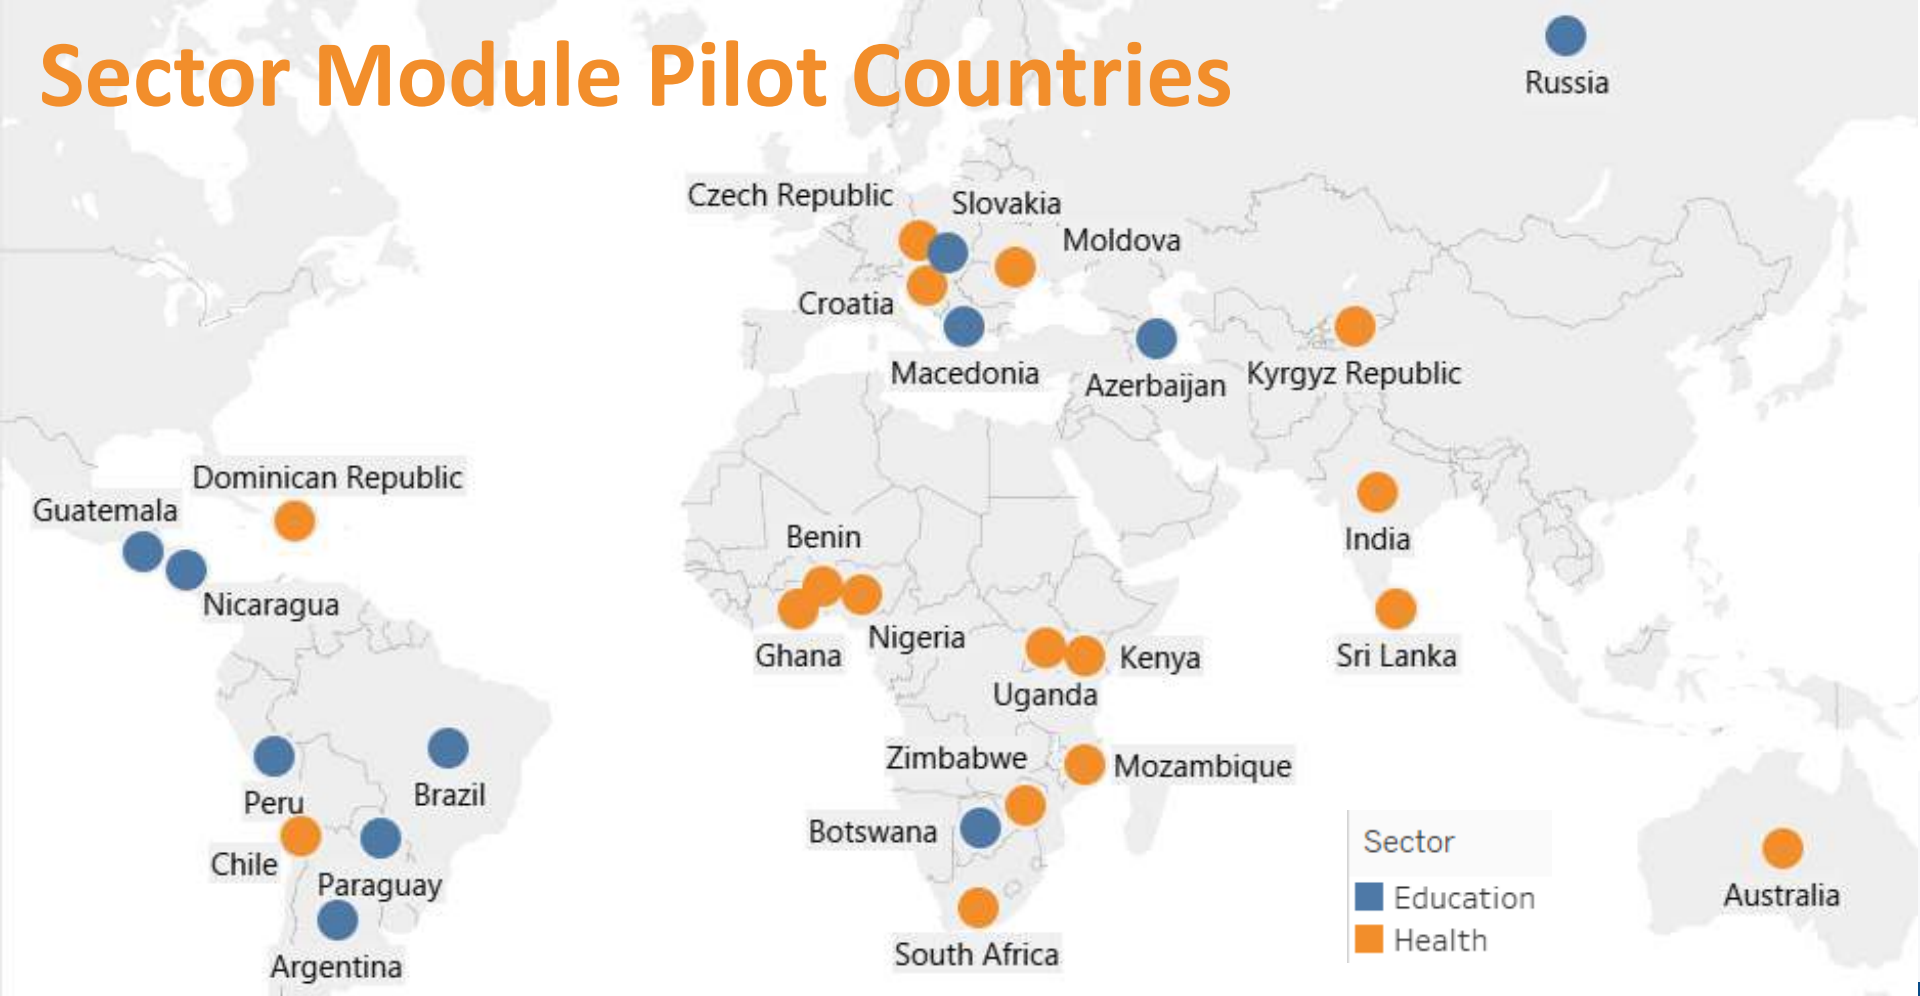 Sector Module Pilot Countries
Russia
Czech Republic
Slovakia
Moldova
Croatia
Macedonia
Azerbaijan
Kyrgyz Republic
Dominican Republic
Guatemala
Nicaragua
Benin
India
Ghana
Nigeria
Kenya
Sri Lanka
Uganda
Zimbabwe
Mozambique
Peru
Brazil
Botswana
Chile
Paraguay
Argentina
South Africa
Australia
Sector
Education
Health